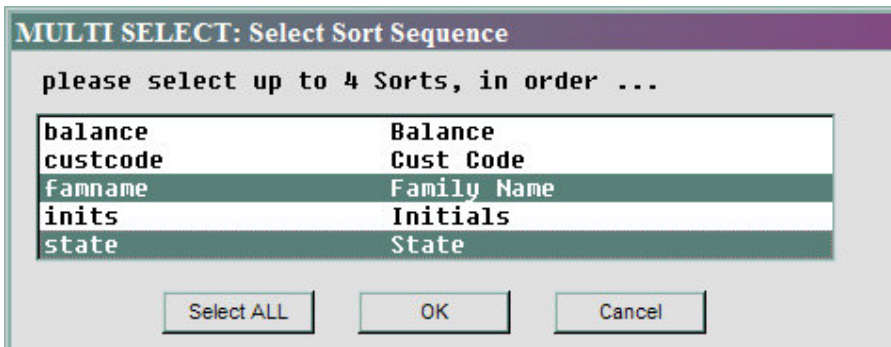 MULTI SELECT: Select Sort Sequence
please select up to 4 Sorts, in order ...
balance Balance
custcode Cust Code
famname Family Name
inits Initials
state State
Select ALL OK Cancel